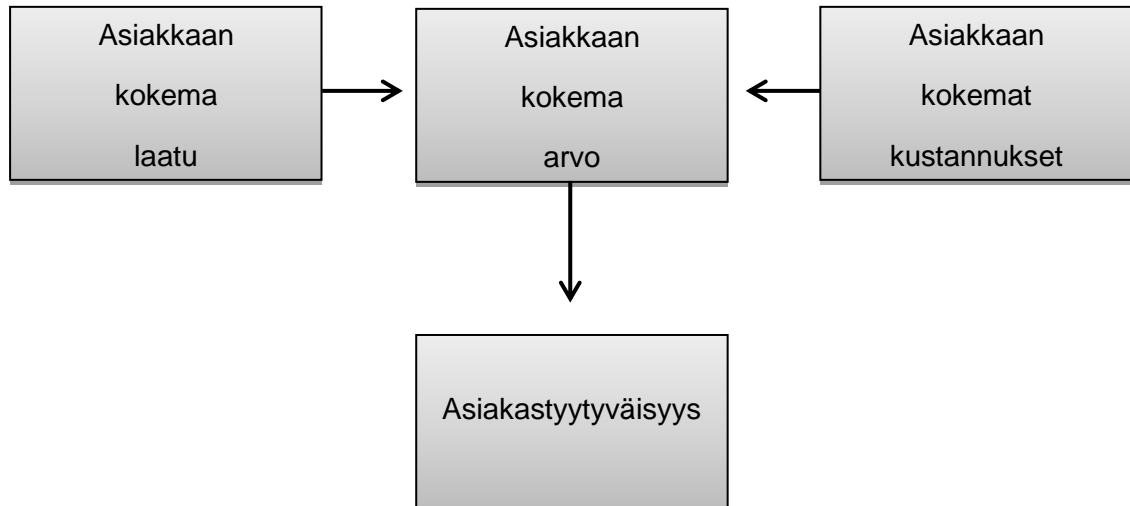 Asiakkaan
kokema
laatu
Asiakkaan
kokema
arvo
Asiakkaan
kokemat
kustannukset
Asiakastyytyväisyys